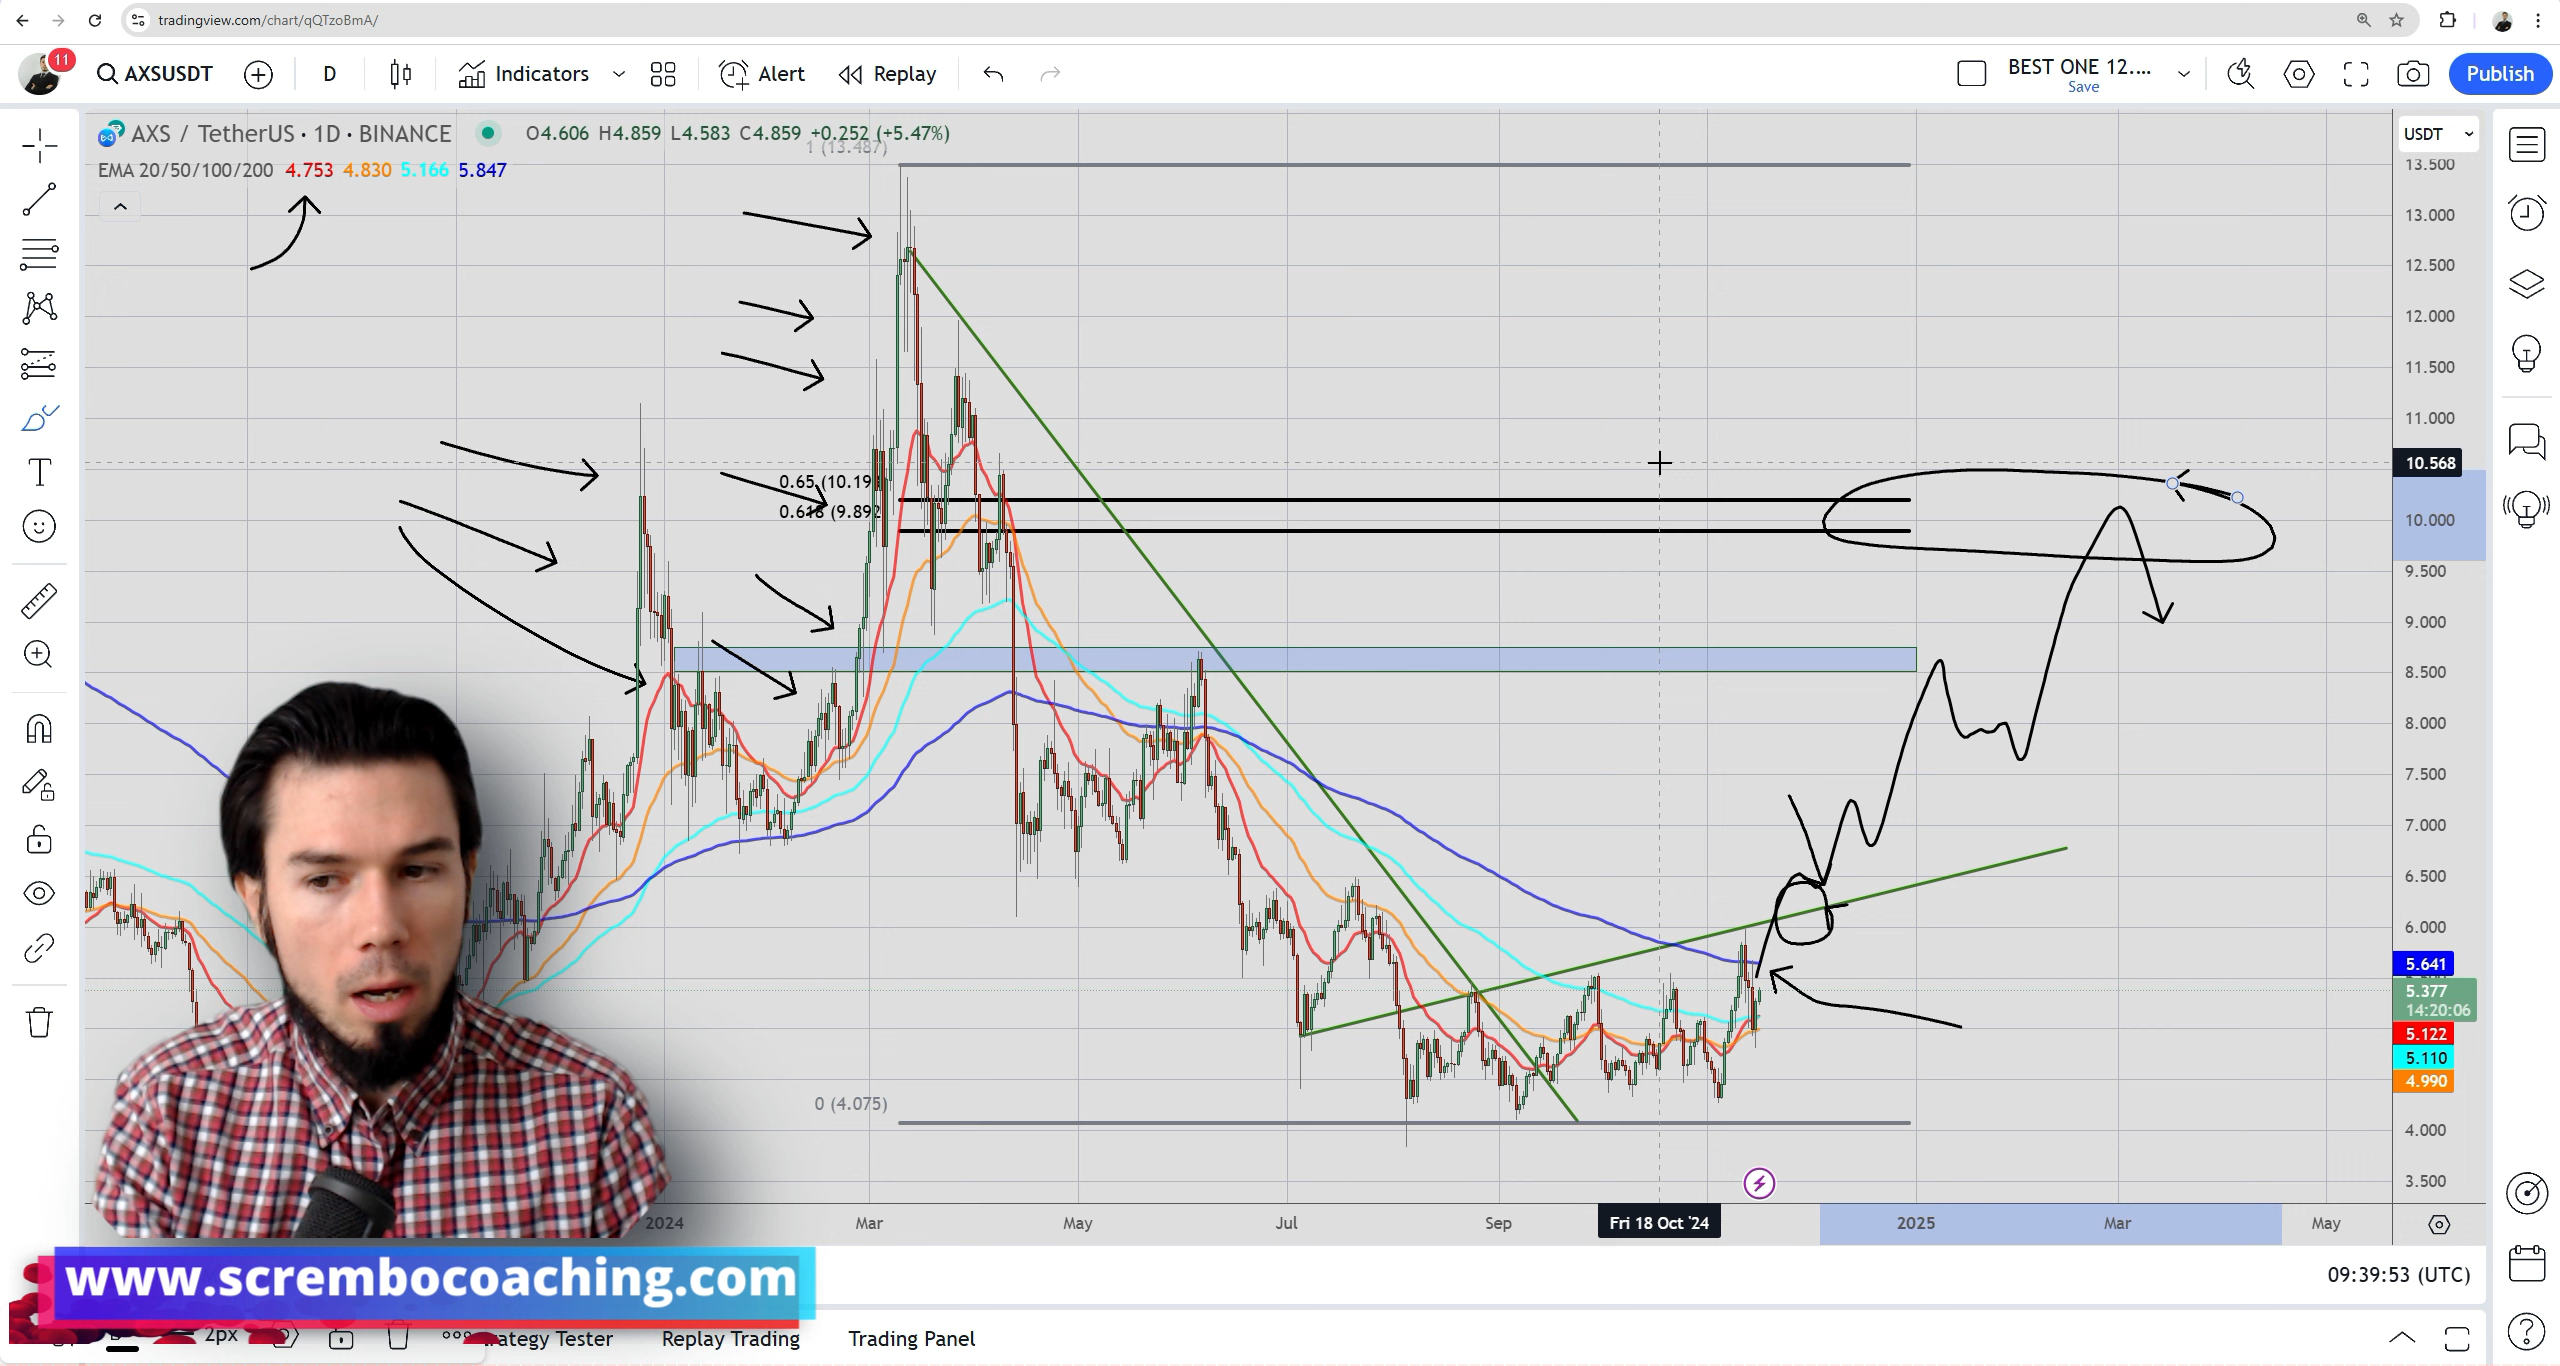 tradingview.com/chart/qQTzoBmA/
11
AXSUSDT
D
Indicators
Alert
Replay
BEST ONE 12....
Save
Publish
AXS / TetherUS · 1D · BINANCE
O4.606 H4.859 L4.583 C4.859 +0.252 (+5.47%)
USDT
1 (13.487)
EMA 20/50/100/200 4.753 4.830 5.166 5.847
13.500
13.000
12.500
12.000
11.500
11.000
10.568
0.65 (10.19
0.618 (9.892
10.000
9.500
9.000
8.500
8.000
7.500
7.000
6.500
6.000
5.641
5.377
14:20:06
5.122
5.110
4.990
0 (4.075)
4.000
3.500
2024
Mar
May
Jul
Sep
Fri 18 Oct '24
2025
Mar
May
www.scrembocoaching.com
09:39:53 (UTC)
2px
rategy Tester
Replay Trading
Trading Panel